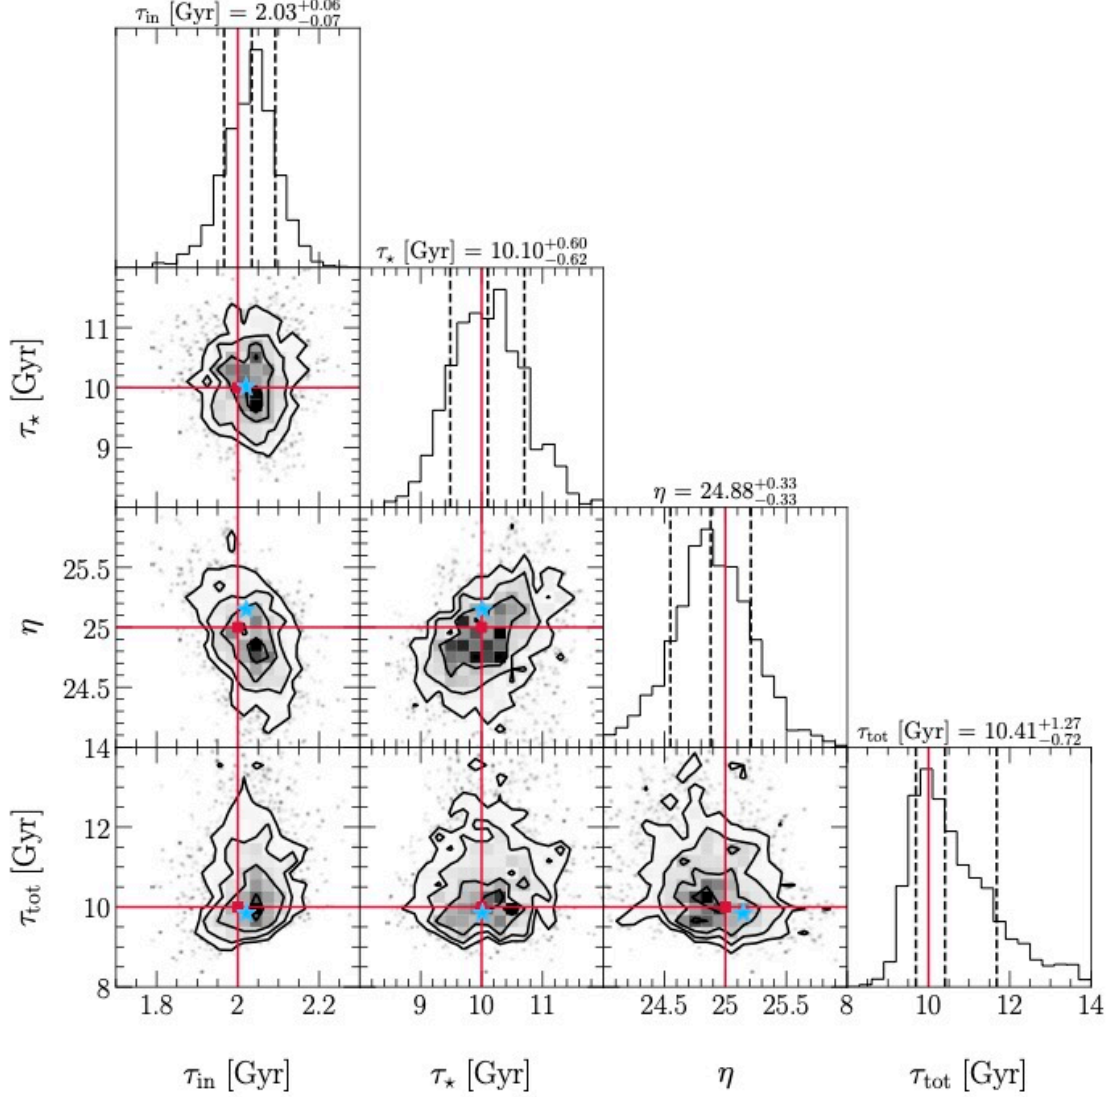 τ_in [Gyr] = 2.03^{+0.06}_{-0.07}
τ_⋆ [Gyr] = 10.10^{+0.60}_{-0.62}
11
10
9
τ_⋆ [Gyr]
η = 24.88^{+0.33}_{-0.33}
25.5
25
24.5
η
τ_tot [Gyr] = 10.41^{+1.27}_{-0.72}
14
12
10
8
τ_tot [Gyr]
1.8 2 2.2 9 10 11 24.5 25 25.5 8 10 12 14
τ_in [Gyr] τ_⋆ [Gyr] η τ_tot [Gyr]